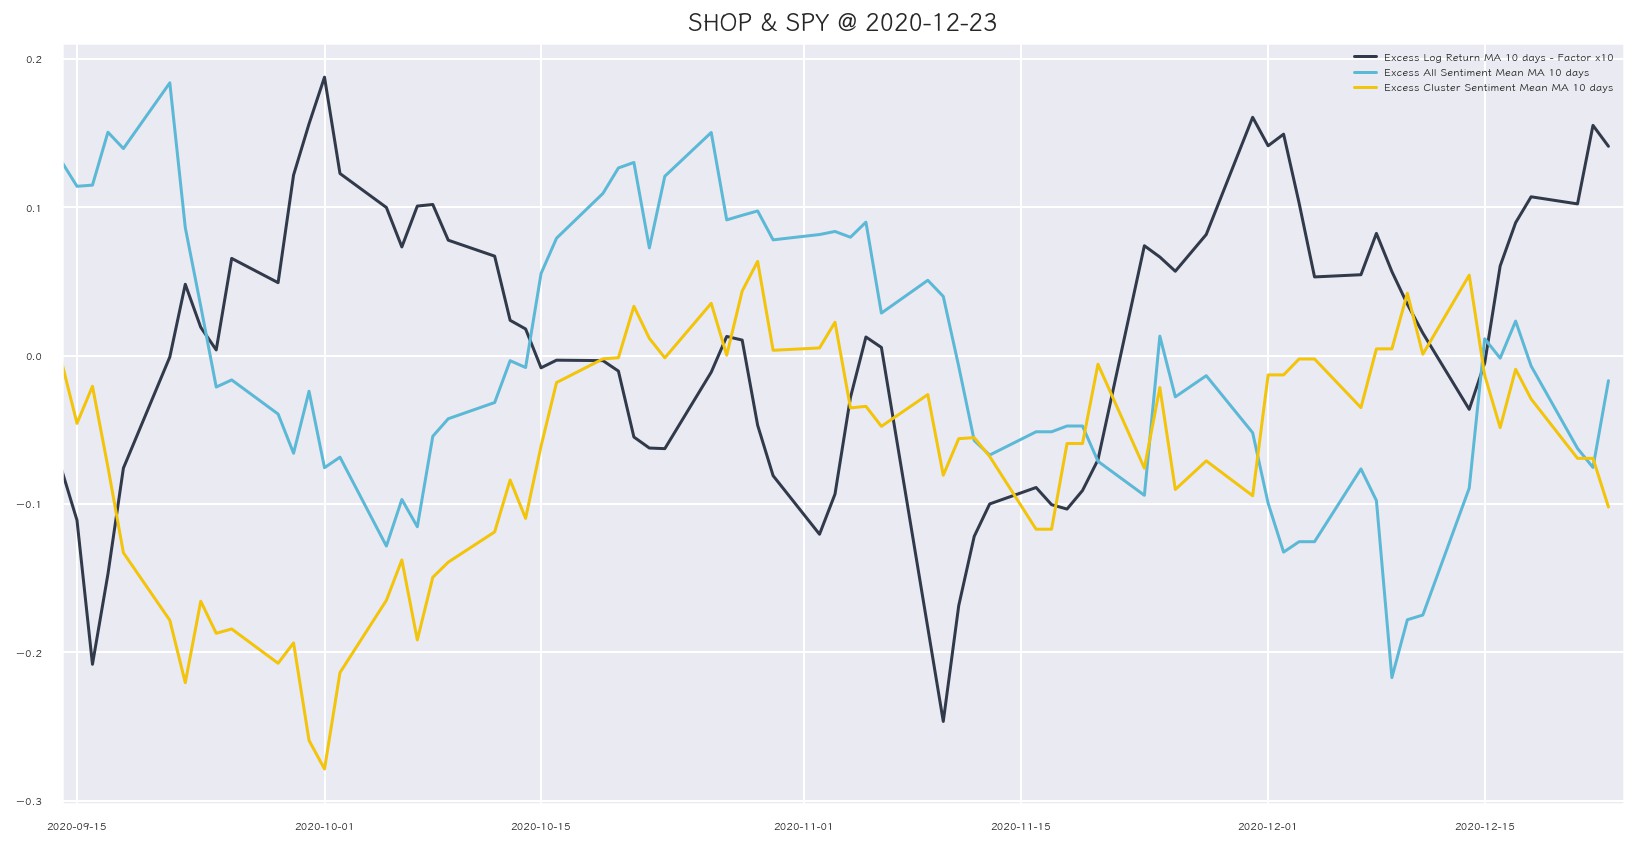 SHOP & SPY @ 2020-12-23
Excess Log Return MA 10 days - Factor x10
Excess All Sentiment Mean MA 10 days
Excess Cluster Sentiment Mean MA 10 days
0.2
0.1
0.0
−0.1
−0.2
−0.3
2020-09-15 2020-10-01 2020-10-15 2020-11-01 2020-11-15 2020-12-01 2020-12-15